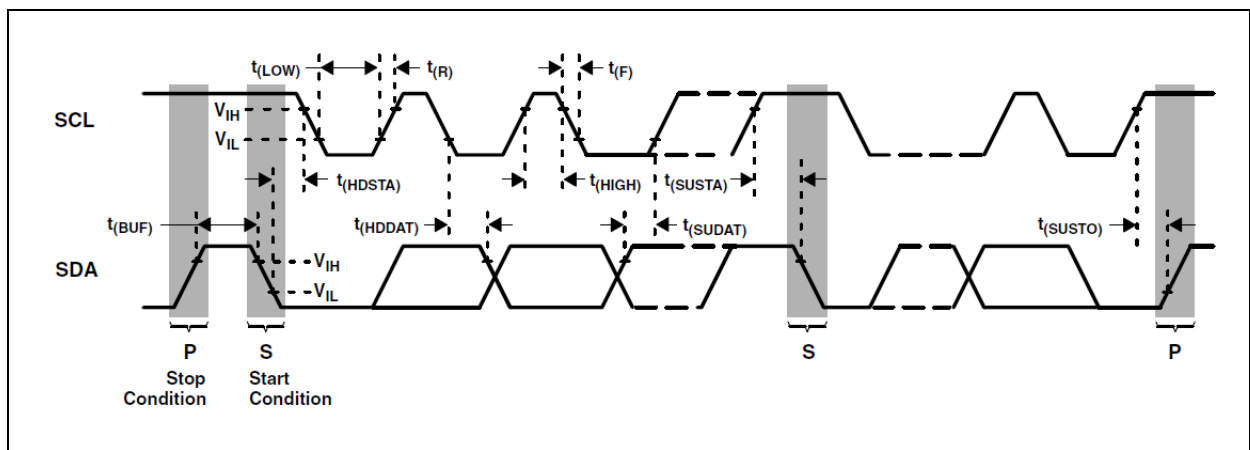 t(LOW)
t(R)
t(F)
SCL
VIH
VIL
t(HDSTA)
t(HIGH)
t(SUSTA)
t(BUF)
t(HDDAT)
t(SUDAT)
t(SUSTO)
SDA
VIH
VIL
P
S
S
P
Stop
Condition
Start
Condition